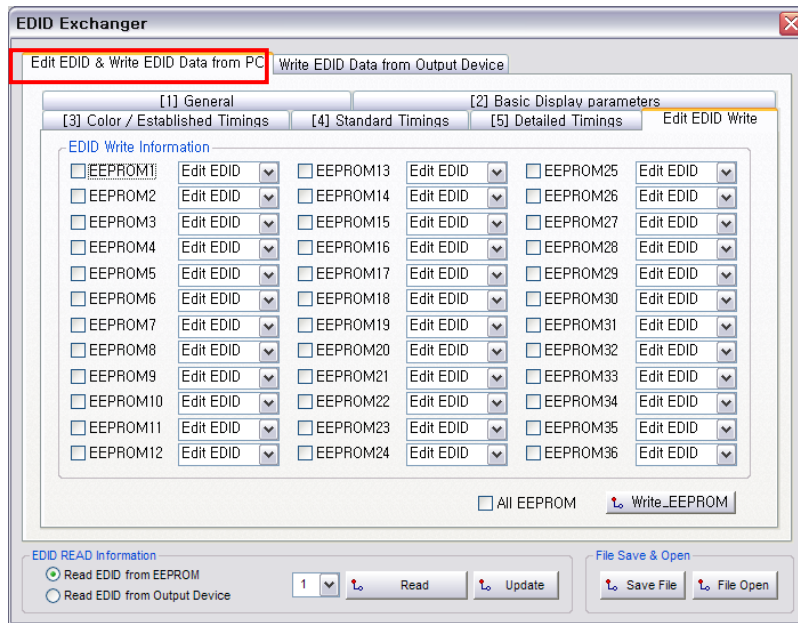 EDID Exchanger
Edit EDID & Write EDID Data from PC Write EDID Data from Output Device
[1] General [2] Basic Display parameters
[3] Color / Established Timings [4] Standard Timings [5] Detailed Timings Edit EDID Write
EDID Write Information
EEPROM1 Edit EDID EEPROM13 Edit EDID EEPROM25 Edit EDID
EEPROM2 Edit EDID EEPROM14 Edit EDID EEPROM26 Edit EDID
EEPROM3 Edit EDID EEPROM15 Edit EDID EEPROM27 Edit EDID
EEPROM4 Edit EDID EEPROM16 Edit EDID EEPROM28 Edit EDID
EEPROM5 Edit EDID EEPROM17 Edit EDID EEPROM29 Edit EDID
EEPROM6 Edit EDID EEPROM18 Edit EDID EEPROM30 Edit EDID
EEPROM7 Edit EDID EEPROM19 Edit EDID EEPROM31 Edit EDID
EEPROM8 Edit EDID EEPROM20 Edit EDID EEPROM32 Edit EDID
EEPROM9 Edit EDID EEPROM21 Edit EDID EEPROM33 Edit EDID
EEPROM10 Edit EDID EEPROM22 Edit EDID EEPROM34 Edit EDID
EEPROM11 Edit EDID EEPROM23 Edit EDID EEPROM35 Edit EDID
EEPROM12 Edit EDID EEPROM24 Edit EDID EEPROM36 Edit EDID
All EEPROM Write_EEPROM
EDID READ Information File Save & Open
Read EDID from EEPROM
1 Read Update Save File File Open
Read EDID from Output Device